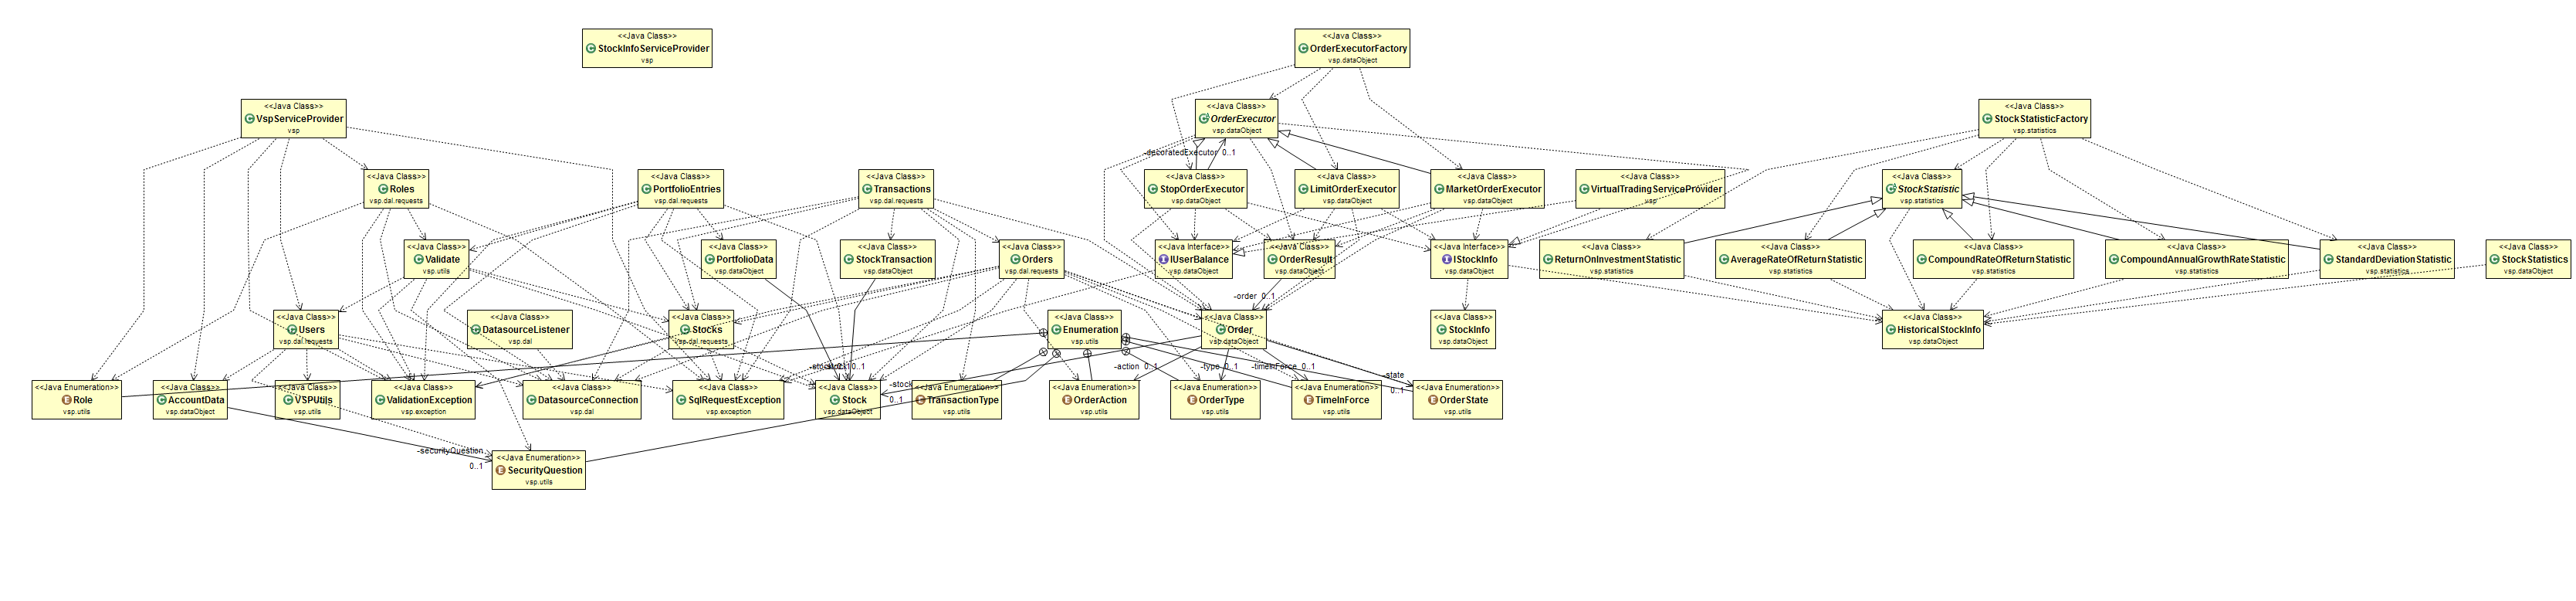 <<Java Class>>
StockInfoServiceProvider
vsp
<<Java Class>>
OrderExecutorFactory
vsp.dataObject
<<Java Class>>
VspServiceProvider
vsp
<<Java Class>>
OrderExecutor
vsp.dataObject
<<Java Class>>
StockStatisticFactory
vsp.statistics
-decoratedExecutor 0..1
<<Java Class>>
Roles
vsp.dal.requests
<<Java Class>>
PortfolioEntries
vsp.dal.requests
<<Java Class>>
Transactions
vsp.dal.requests
<<Java Class>>
StopOrderExecutor
vsp.dataObject
<<Java Class>>
LimitOrderExecutor
vsp.dataObject
<<Java Class>>
MarketOrderExecutor
vsp.dataObject
<<Java Class>>
VirtualTradingServiceProvider
vsp
<<Java Class>>
StockStatistic
vsp.statistics
<<Java Class>>
Validate
vsp.utils
<<Java Class>>
PortfolioData
vsp.dataObject
<<Java Class>>
StockTransaction
vsp.dataObject
<<Java Class>>
Orders
vsp.dal.requests
<<Java Interface>>
IUserBalance
vsp.dataObject
<<Java Class>>
OrderResult
vsp.dataObject
<<Java Interface>>
IStockInfo
vsp.dataObject
<<Java Class>>
ReturnOnInvestmentStatistic
vsp.statistics
<<Java Class>>
AverageRateOfReturnStatistic
vsp.statistics
<<Java Class>>
CompoundRateOfReturnStatistic
vsp.statistics
<<Java Class>>
CompoundAnnualGrowthRateStatistic
vsp.statistics
<<Java Class>>
StandardDeviationStatistic
vsp.statistics
<<Java Class>>
StockStatistics
vsp.dataObject
-order 0..1
<<Java Class>>
Users
vsp.dal.requests
<<Java Class>>
DatasourceListener
vsp.dal
<<Java Class>>
Stocks
vsp.dal.requests
<<Java Class>>
Enumeration
vsp.utils
<<Java Class>>
Order
vsp.dataObject
<<Java Class>>
StockInfo
vsp.dataObject
<<Java Class>>
HistoricalStockInfo
vsp.dataObject
0..1
-action 0..1
-type 0..1
-timeInForce 0..1
-state
0..1
-stock
0..1
<<Java Enumeration>>
Role
vsp.utils
<<Java Class>>
AccountData
vsp.dataObject
<<Java Class>>
VSPUtils
vsp.utils
<<Java Class>>
ValidationException
vsp.exception
<<Java Class>>
DatasourceConnection
vsp.dal
<<Java Class>>
SqlRequestException
vsp.exception
<<Java Class>>
Stock
vsp.dataObject
<<Java Enumeration>>
TransactionType
vsp.utils
<<Java Enumeration>>
OrderAction
vsp.utils
<<Java Enumeration>>
OrderType
vsp.utils
<<Java Enumeration>>
TimeInForce
vsp.utils
<<Java Enumeration>>
OrderState
vsp.utils
-securityQuestion
0..1
<<Java Enumeration>>
SecurityQuestion
vsp.utils